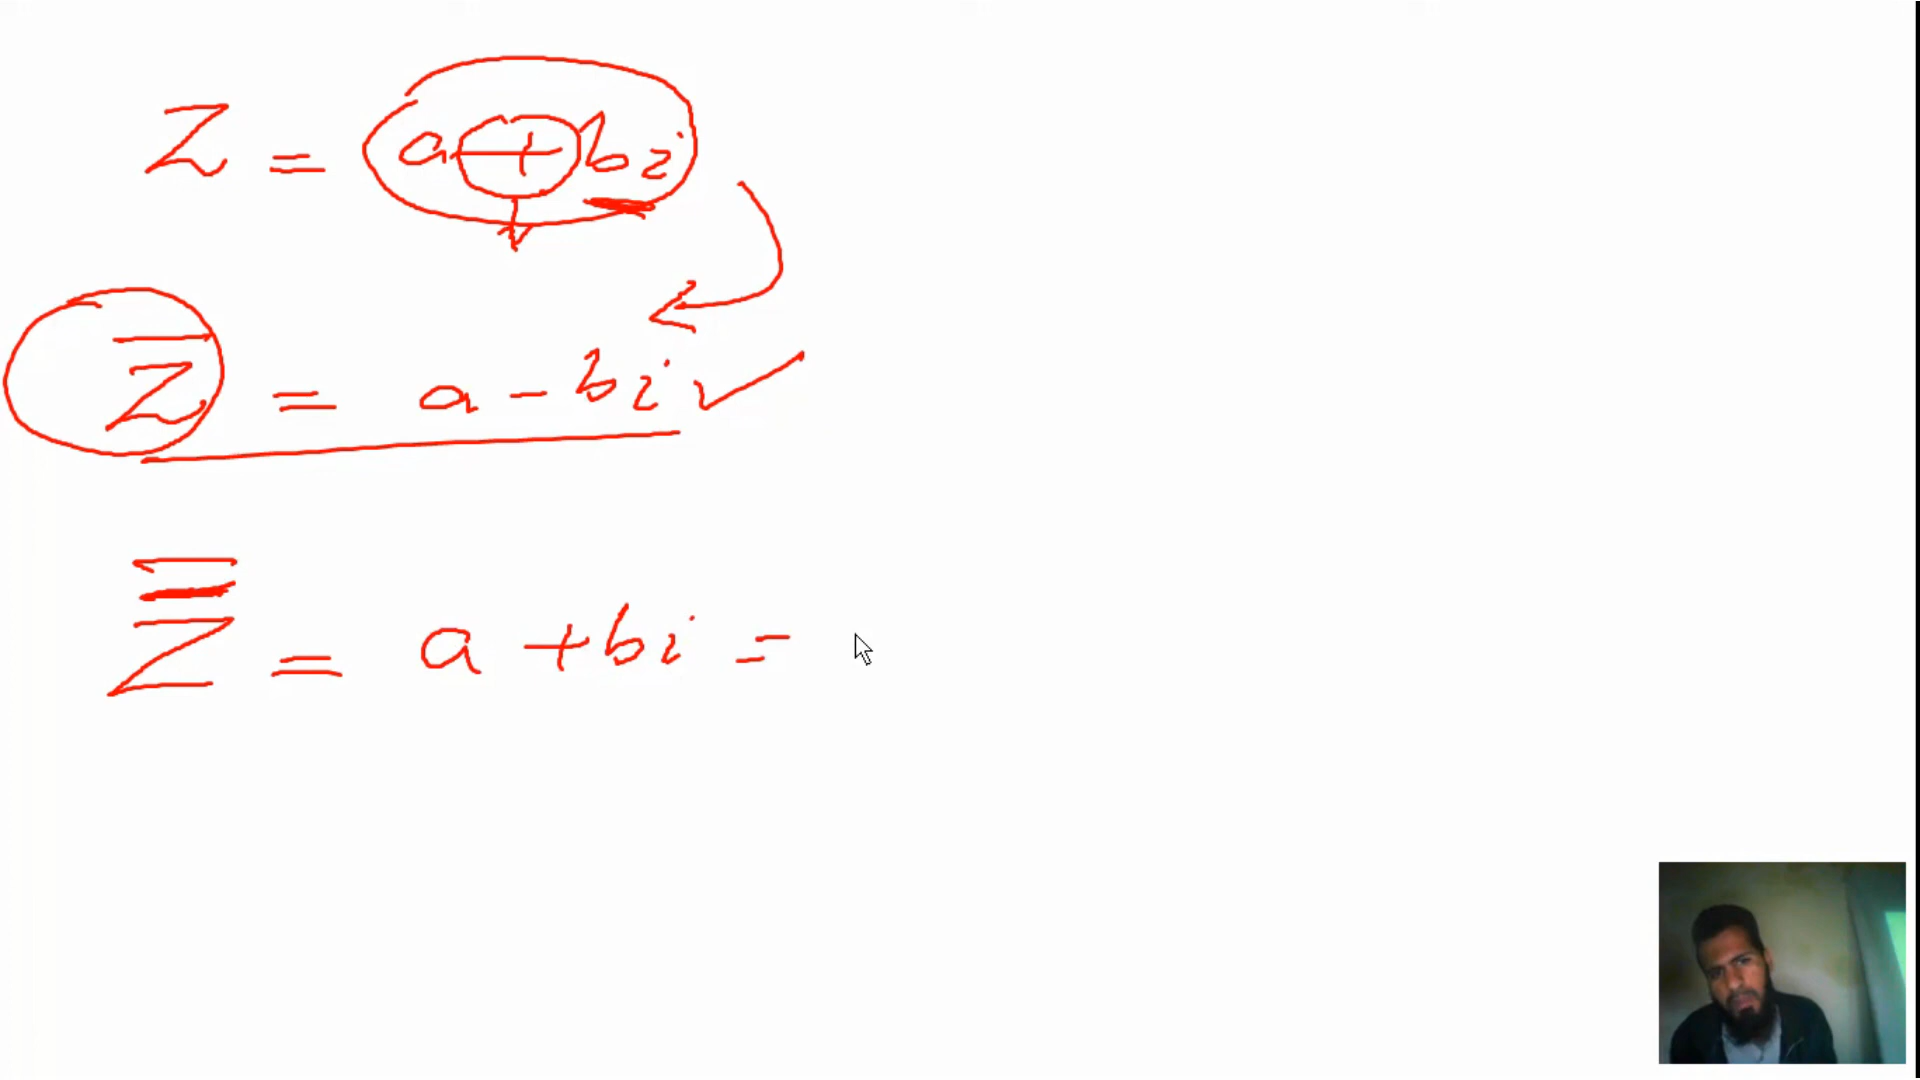 Z = a + bi
Z̅ = a - bi ✓
Z̿ = a + bi =